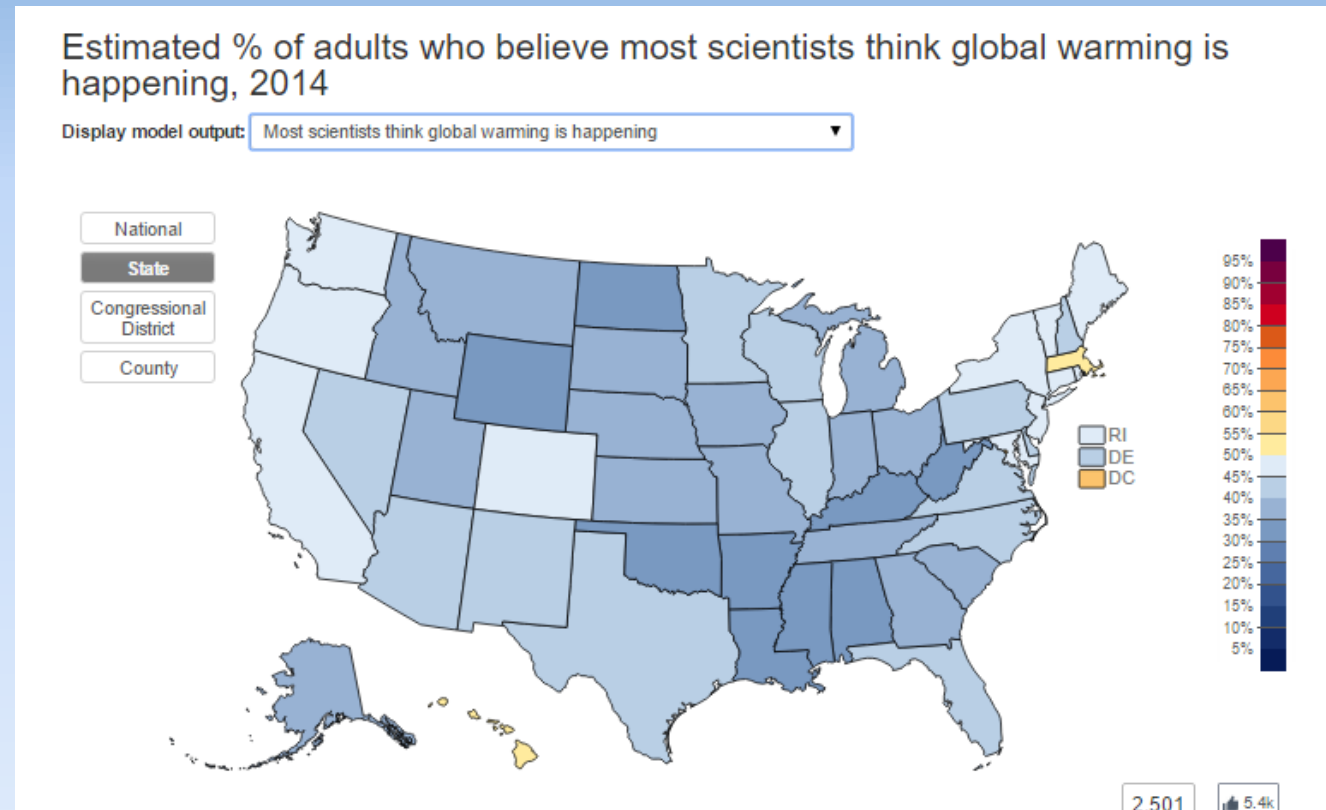 Estimated % of adults who believe most scientists think global warming is
happening, 2014
Display model output: Most scientists think global warming is happening ▼
National
State
Congressional
District
County
RI
DE
DC
95%
90%
85%
80%
75%
70%
65%
60%
55%
50%
45%
40%
35%
30%
25%
20%
15%
10%
5%
2,501
5.4k